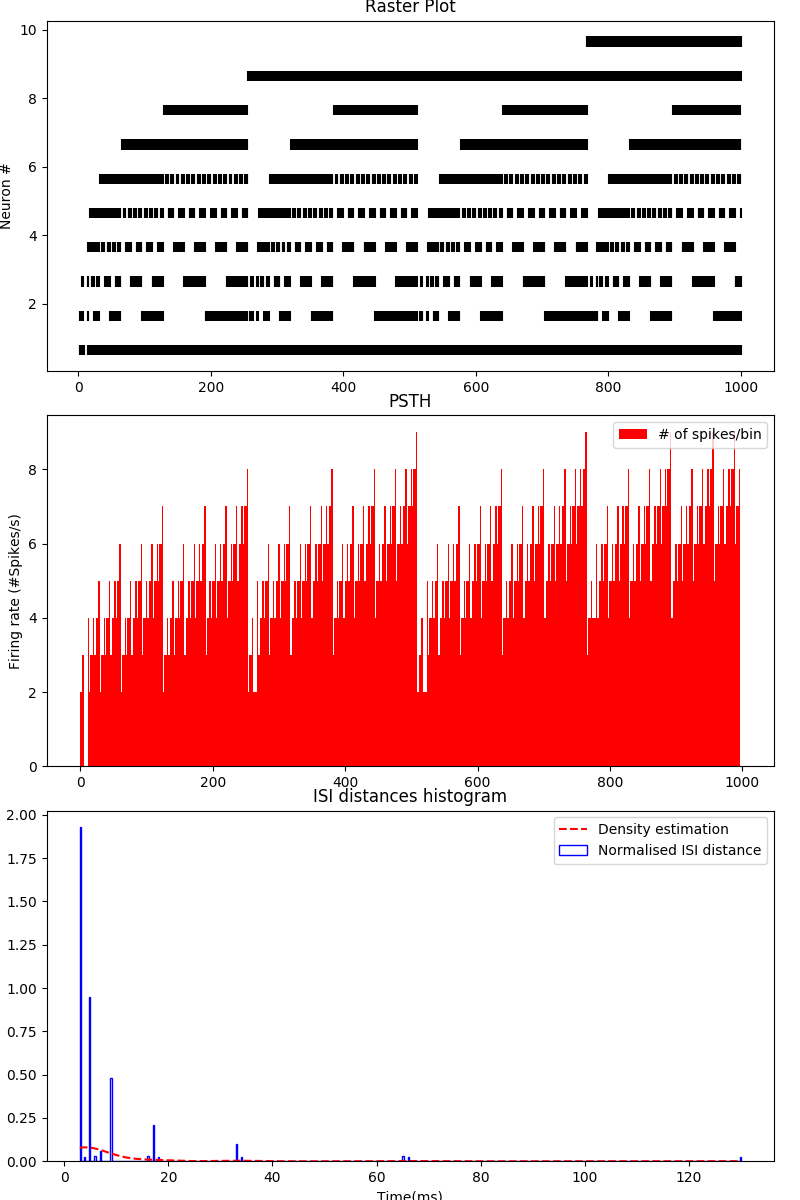 Raster Plot
10
8
6
4
2
Neuron #
0 200 400 600 800 1000
PSTH
# of spikes/bin
8
6
4
2
0
Firing rate (#Spikes/s)
0 200 400 600 800 1000
ISI distances histogram
Density estimation
Normalised ISI distance
2.00
1.75
1.50
1.25
1.00
0.75
0.50
0.25
0.00
0 20 40 60 80 100 120
Time(ms)